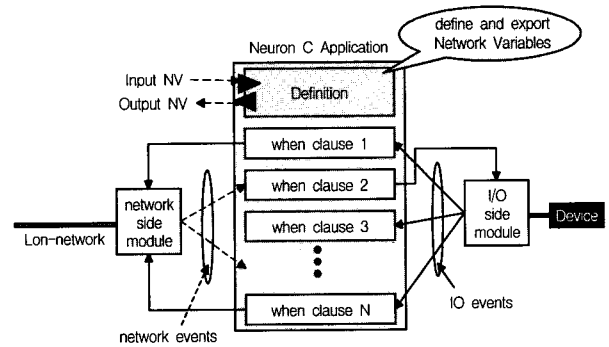 define and export
Network Variables
Neuron C Application
Input NV
Output NV
Definition
when clause 1
when clause 2
when clause 3
when clause N
network
side
module
Lon-network
I/O
side
module
Device
network events
IO events